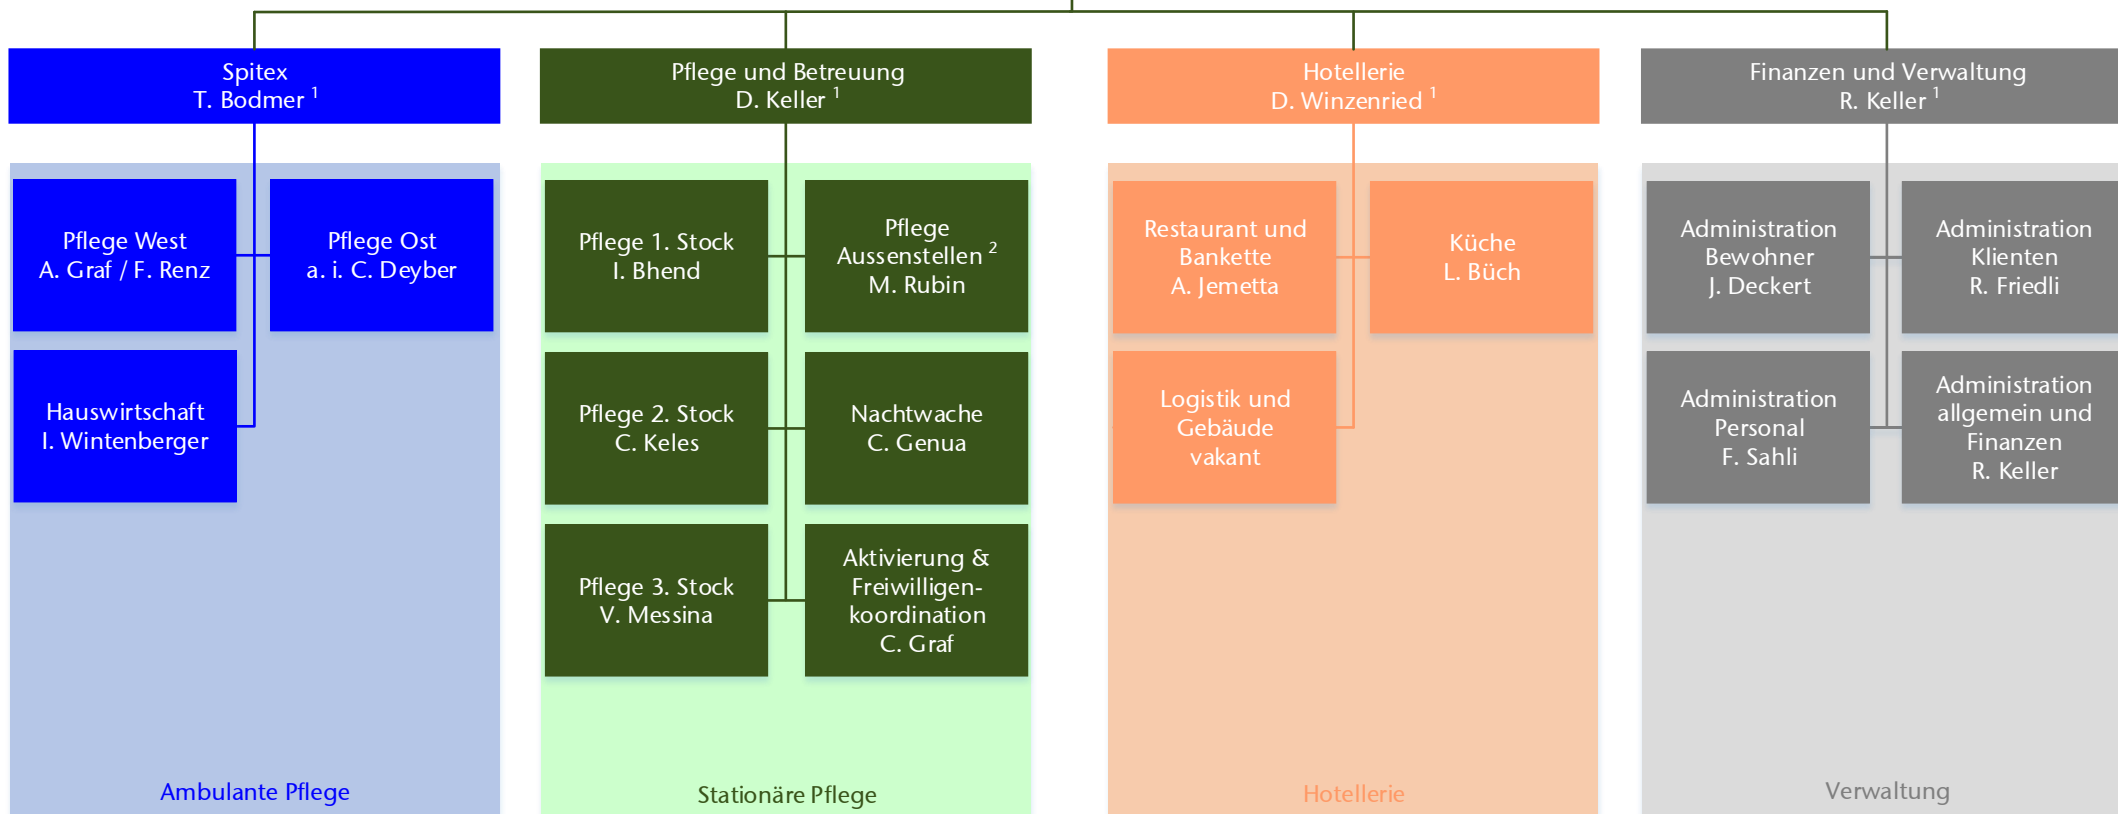 Spitex
T. Bodmer ¹
Pflege und Betreuung
D. Keller ¹
Hotellerie
D. Winzenried ¹
Finanzen und Verwaltung
R. Keller ¹
Pflege West
A. Graf / F. Renz
Pflege Ost
a. i. C. Deyber
Hauswirtschaft
I. Wintenberger
Ambulante Pflege
Pflege 1. Stock
I. Bhend
Pflege
Aussenstellen ²
M. Rubin
Pflege 2. Stock
C. Keles
Nachtwache
C. Genua
Pflege 3. Stock
V. Messina
Aktivierung &
Freiwilligen-
koordination
C. Graf
Stationäre Pflege
Restaurant und
Bankette
A. Jemetta
Küche
L. Büch
Logistik und
Gebäude
vakant
Hotellerie
Administration
Bewohner
J. Deckert
Administration
Klienten
R. Friedli
Administration
Personal
F. Sahli
Administration
allgemein und
Finanzen
R. Keller
Verwaltung